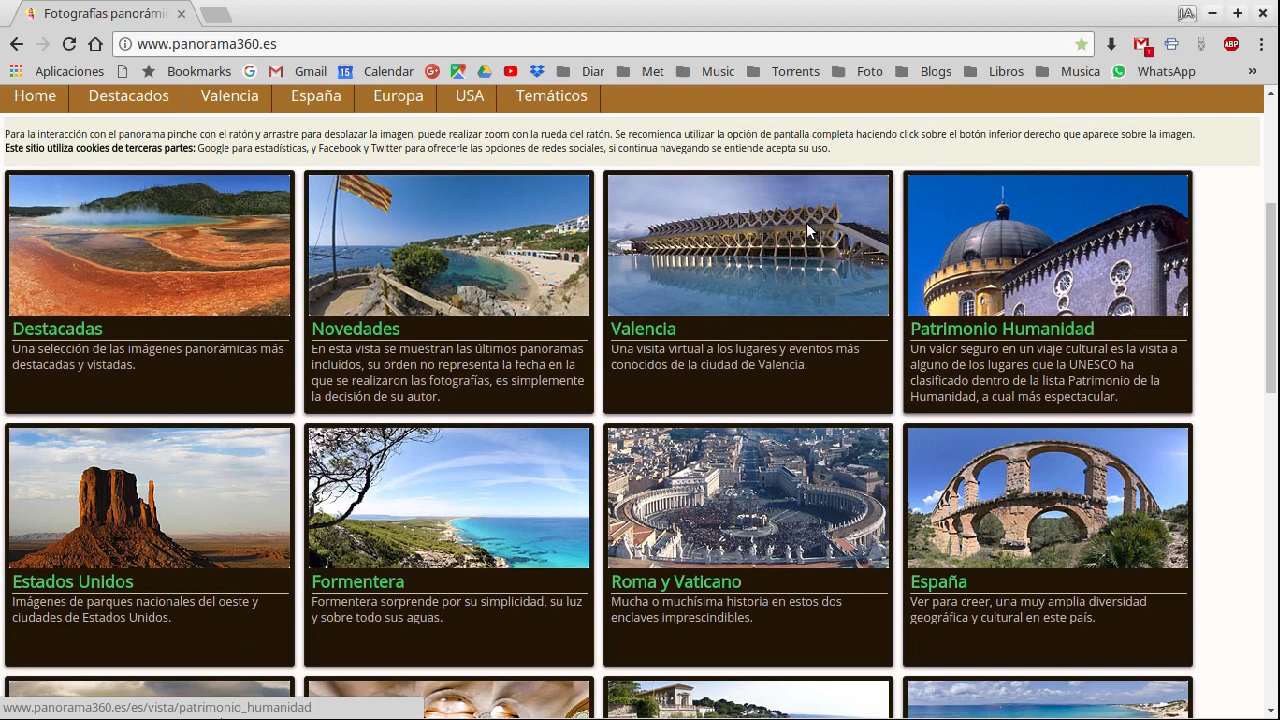 Fotografías panorámi
JA
www.panorama360.es
ABP
Aplicaciones
Bookmarks
Gmail
15
Calendar
Diar
Met
Music
Torrents
Foto
Blogs
Libros
Musica
WhatsApp
»
Home
Destacados
Valencia
España
Europa
USA
Temáticos
Para la interacción con el panorama pinche con el ratón y arrastre para desplazar la imagen, puede realizar zoom con la rueda del ratón. Se recomienda utilizar la opción de pantalla completa haciendo click sobre el botón inferior derecho que aparece sobre la imagen.
Este sitio utiliza cookies de terceras partes: Google para estadísticas, y Facebook y Twitter para ofrecerle las opciones de redes sociales, si continua navegando se entiende acepta su uso.
Destacadas
Una selección de las imágenes panorámicas más
destacadas y vistadas.
Novedades
En esta vista se muestran las últimos panoramas
incluidos, su orden no representa la fecha en la
que se realizaron las fotografías, es simplemente
la decisión de su autor.
Valencia
Una visita virtual a los lugares y eventos más
conocidos de la ciudad de Valencia.
Patrimonio Humanidad
Un valor seguro en un viaje cultural es la visita a
alguno de los lugares que la UNESCO ha
clasificado dentro de la lista Patrimonio de la
Humanidad, a cual más espectacular.
Estados Unidos
Imágenes de parques nacionales del oeste y
ciudades de Estados Unidos.
Formentera
Formentera sorprende por su simplicidad, su luz
y sobre todo sus aguas.
Roma y Vaticano
Mucha o muchísima historia en estos dos
enclaves imprescindibles.
España
Ver para creer, una muy amplia diversidad
geográfica y cultural en este país.
www.panorama360.es/es/vista/patrimonio_humanidad